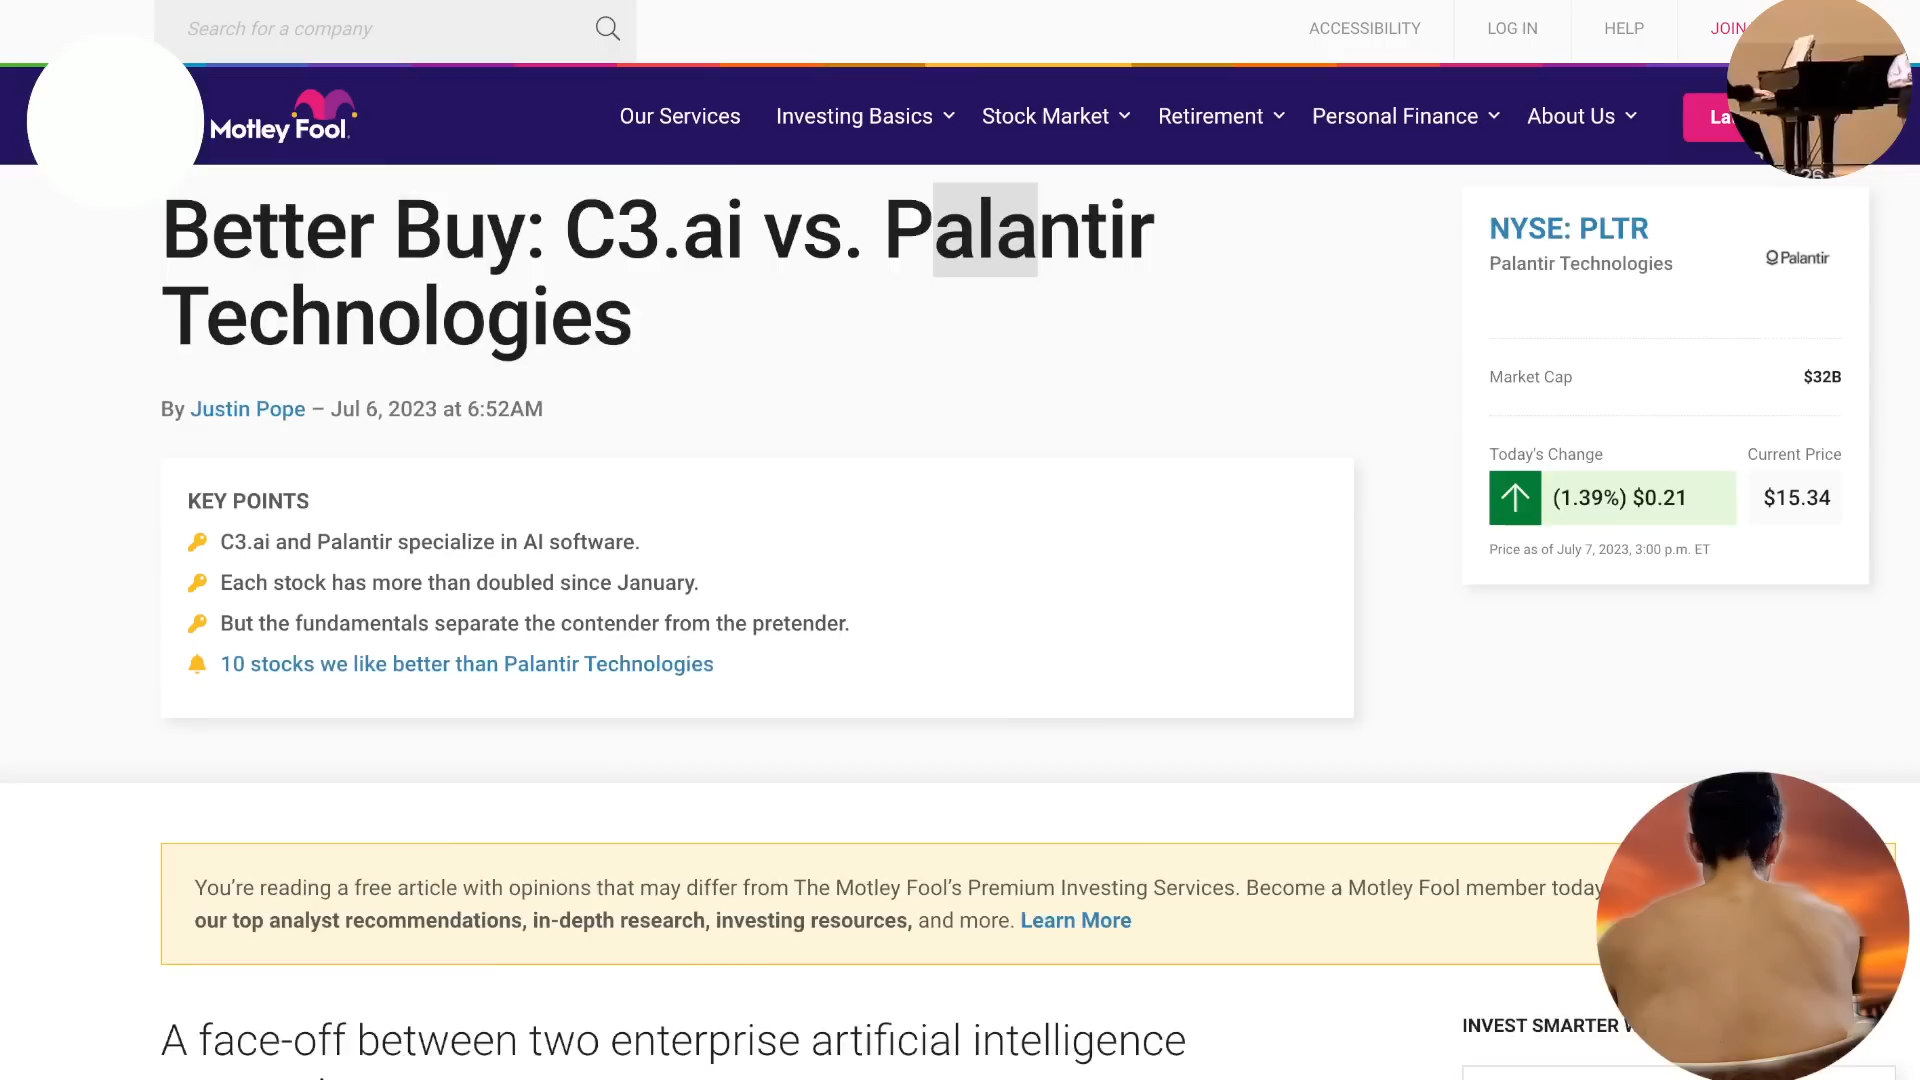 Search for a company
ACCESSIBILITY
LOG IN
HELP
JOIN
Motley Fool
Our Services
Investing Basics
Stock Market
Retirement
Personal Finance
About Us
Better Buy: C3.ai vs. Palantir
Technologies
By Justin Pope – Jul 6, 2023 at 6:52AM
KEY POINTS
C3.ai and Palantir specialize in AI software.
Each stock has more than doubled since January.
But the fundamentals separate the contender from the pretender.
10 stocks we like better than Palantir Technologies
NYSE: PLTR
Palantir Technologies
Palantir
Market Cap
$32B
Today's Change
Current Price
(1.39%) $0.21
$15.34
Price as of July 7, 2023, 3:00 p.m. ET
You’re reading a free article with opinions that may differ from The Motley Fool’s Premium Investing Services. Become a Motley Fool member today
our top analyst recommendations, in-depth research, investing resources, and more. Learn More
A face-off between two enterprise artificial intelligence
INVEST SMARTER